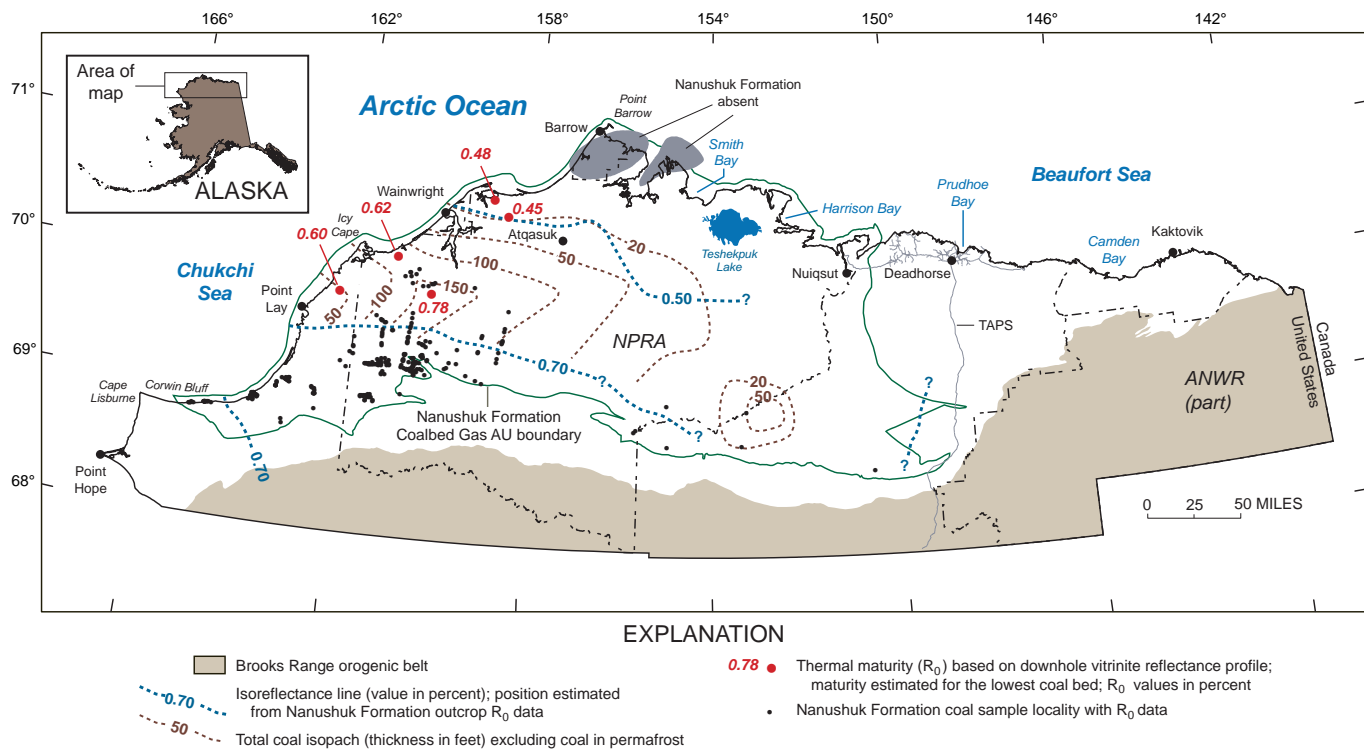 166°
162°
158°
154°
150°
146°
142°
71°
70°
69°
68°
Area of
map
ALASKA
Arctic Ocean
Point
Barrow
Barrow
Nanushuk Formation
absent
Smith
Bay
Beaufort Sea
Prudhoe
Bay
Harrison Bay
Camden
Bay
Kaktovik
0.48
Wainwright
0.45
0.62
Icy
Cape
0.60
Atqasuk
20
50
Teshekpuk
Lake
Nuiqsut
Deadhorse
Chukchi
Sea
Point
Lay
100
150
100
50
0.78
0.50
?
NPRA
TAPS
Canada
United States
0.70
?
?
20
50
?
?
ANWR
(part)
Cape
Lisburne
Corwin Bluff
Nanushuk Formation
Coalbed Gas AU boundary
0.70
Point
Hope
0 25 50 MILES
EXPLANATION
Brooks Range orogenic belt
0.70 Isoreflectance line (value in percent); position estimated
from Nanushuk Formation outcrop R0 data
50 Total coal isopach (thickness in feet) excluding coal in permafrost
0.78 Thermal maturity (R0) based on downhole vitrinite reflectance profile;
maturity estimated for the lowest coal bed; R0 values in percent
Nanushuk Formation coal sample locality with R0 data